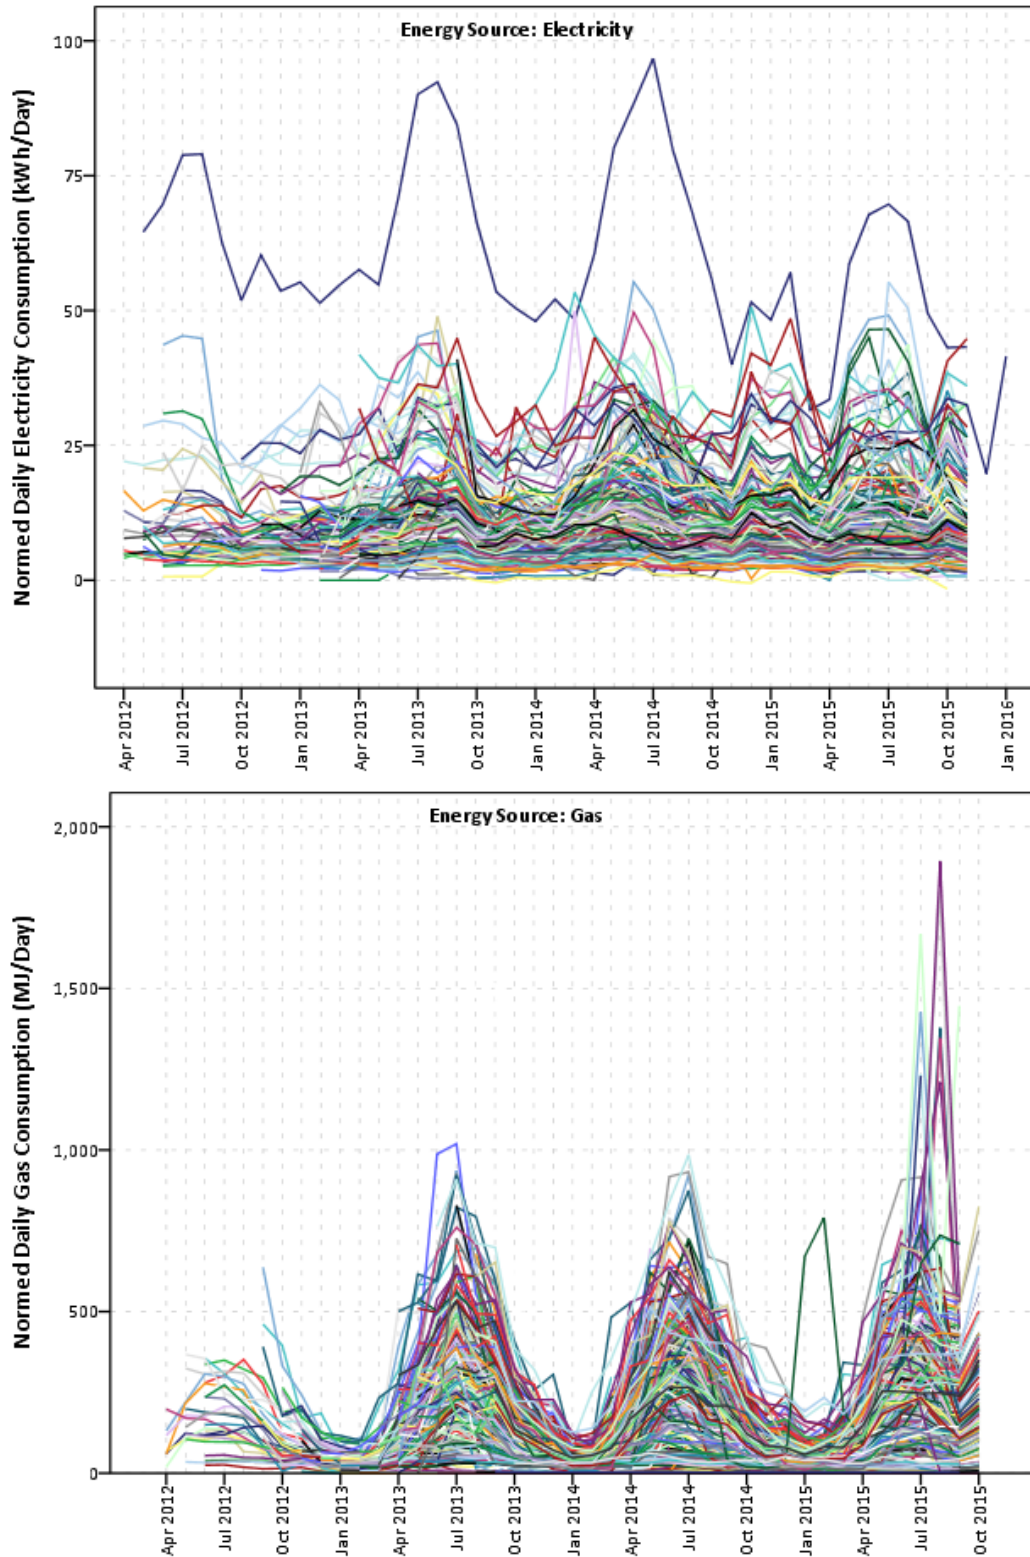 Energy Source: Electricity
Normed Daily Electricity Consumption (kWh/Day)
100
75
50
25
0
Apr 2012
Jul 2012
Oct 2012
Jan 2013
Apr 2013
Jul 2013
Oct 2013
Jan 2014
Apr 2014
Jul 2014
Oct 2014
Jan 2015
Apr 2015
Jul 2015
Oct 2015
Jan 2016
Energy Source: Gas
Normed Daily Gas Consumption (MJ/Day)
2,000
1,500
1,000
500
0
Apr 2012
Jul 2012
Oct 2012
Jan 2013
Apr 2013
Jul 2013
Oct 2013
Jan 2014
Apr 2014
Jul 2014
Oct 2014
Jan 2015
Apr 2015
Jul 2015
Oct 2015